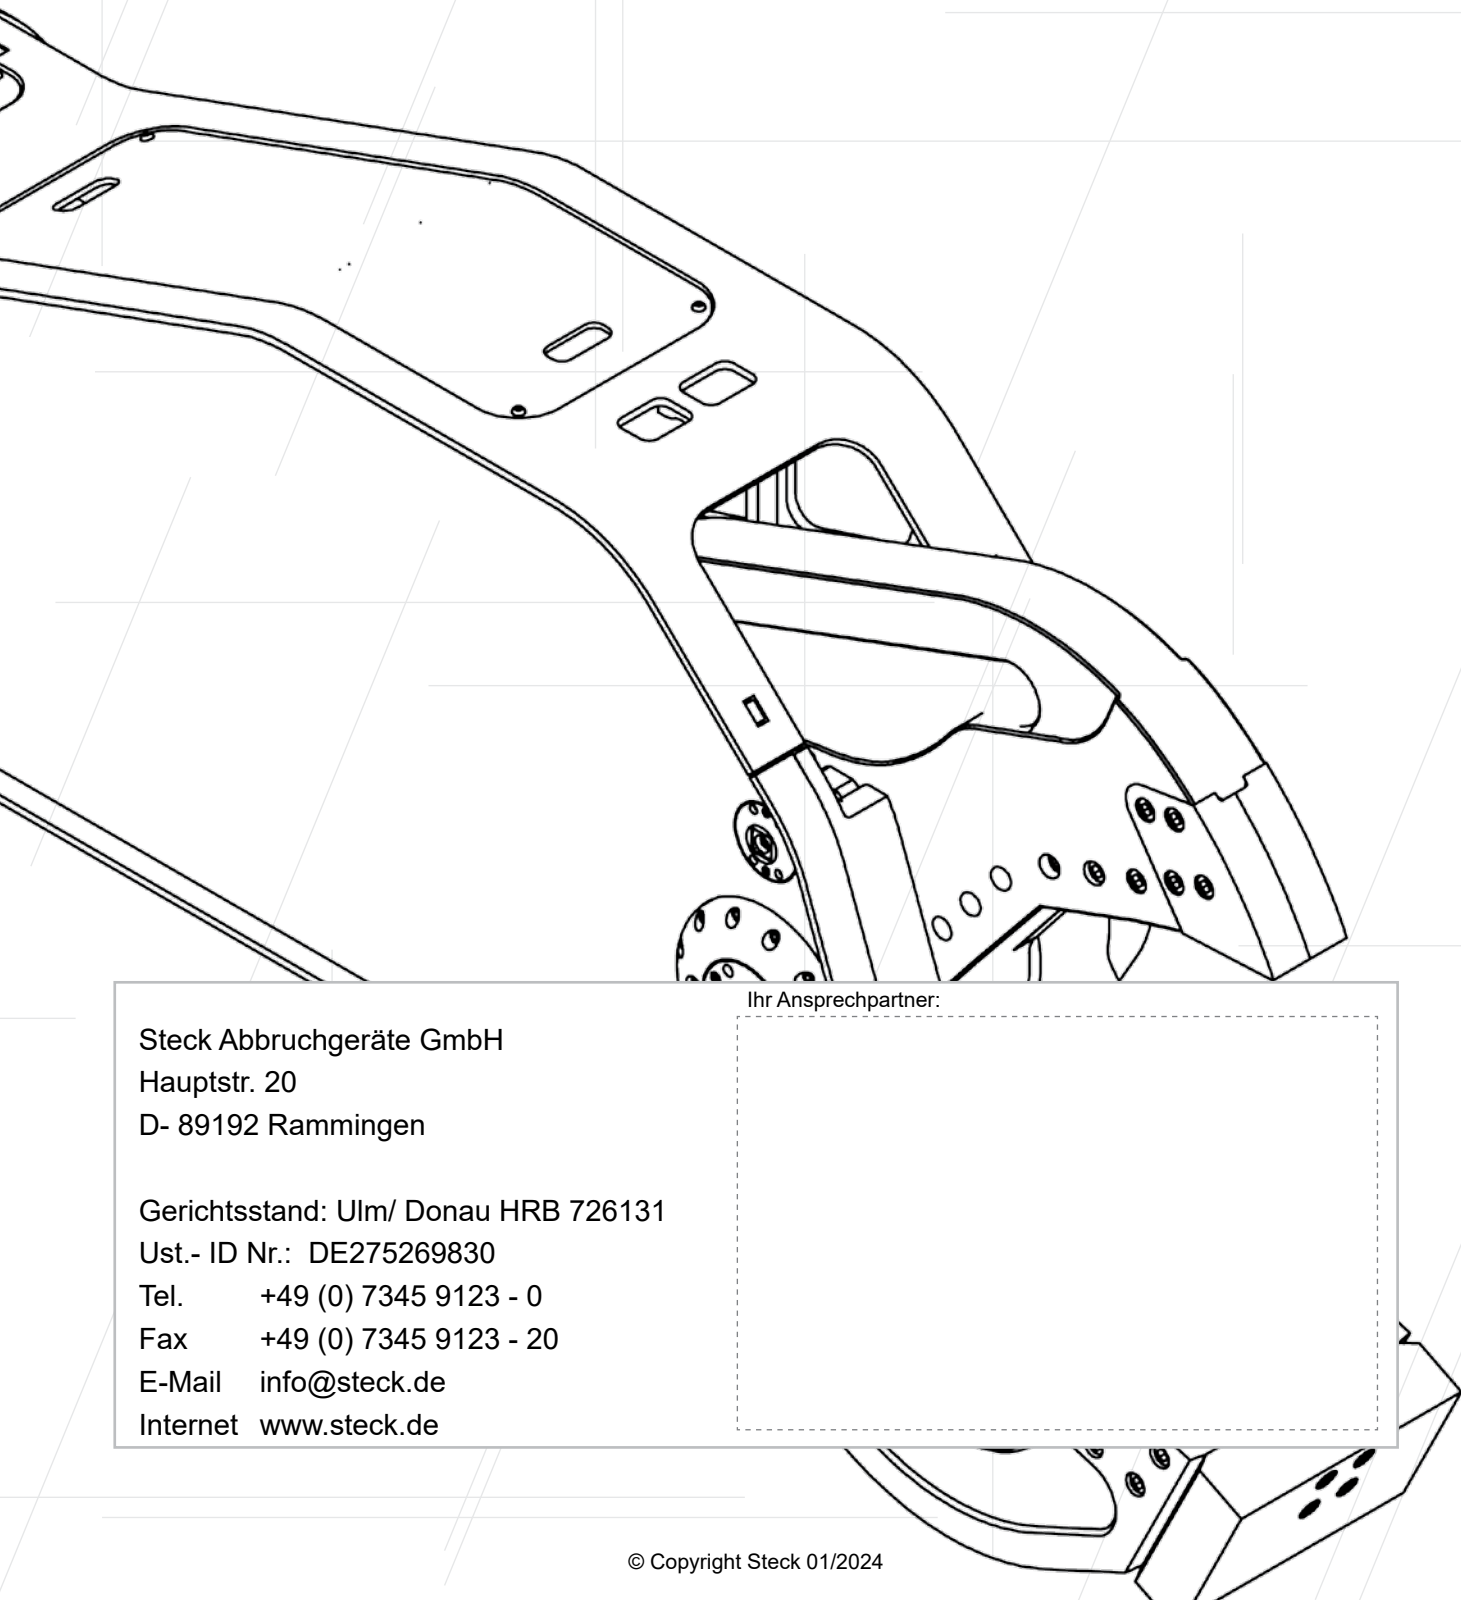 Steck Abbruchgeräte GmbH
Hauptstr. 20
D- 89192 Rammingen
Gerichtsstand: Ulm/ Donau HRB 726131
Ust.- ID Nr.: DE275269830
Tel. +49 (0) 7345 9123 - 0
Fax +49 (0) 7345 9123 - 20
E-Mail info@steck.de
Internet www.steck.de
Ihr Ansprechpartner:
© Copyright Steck 01/2024